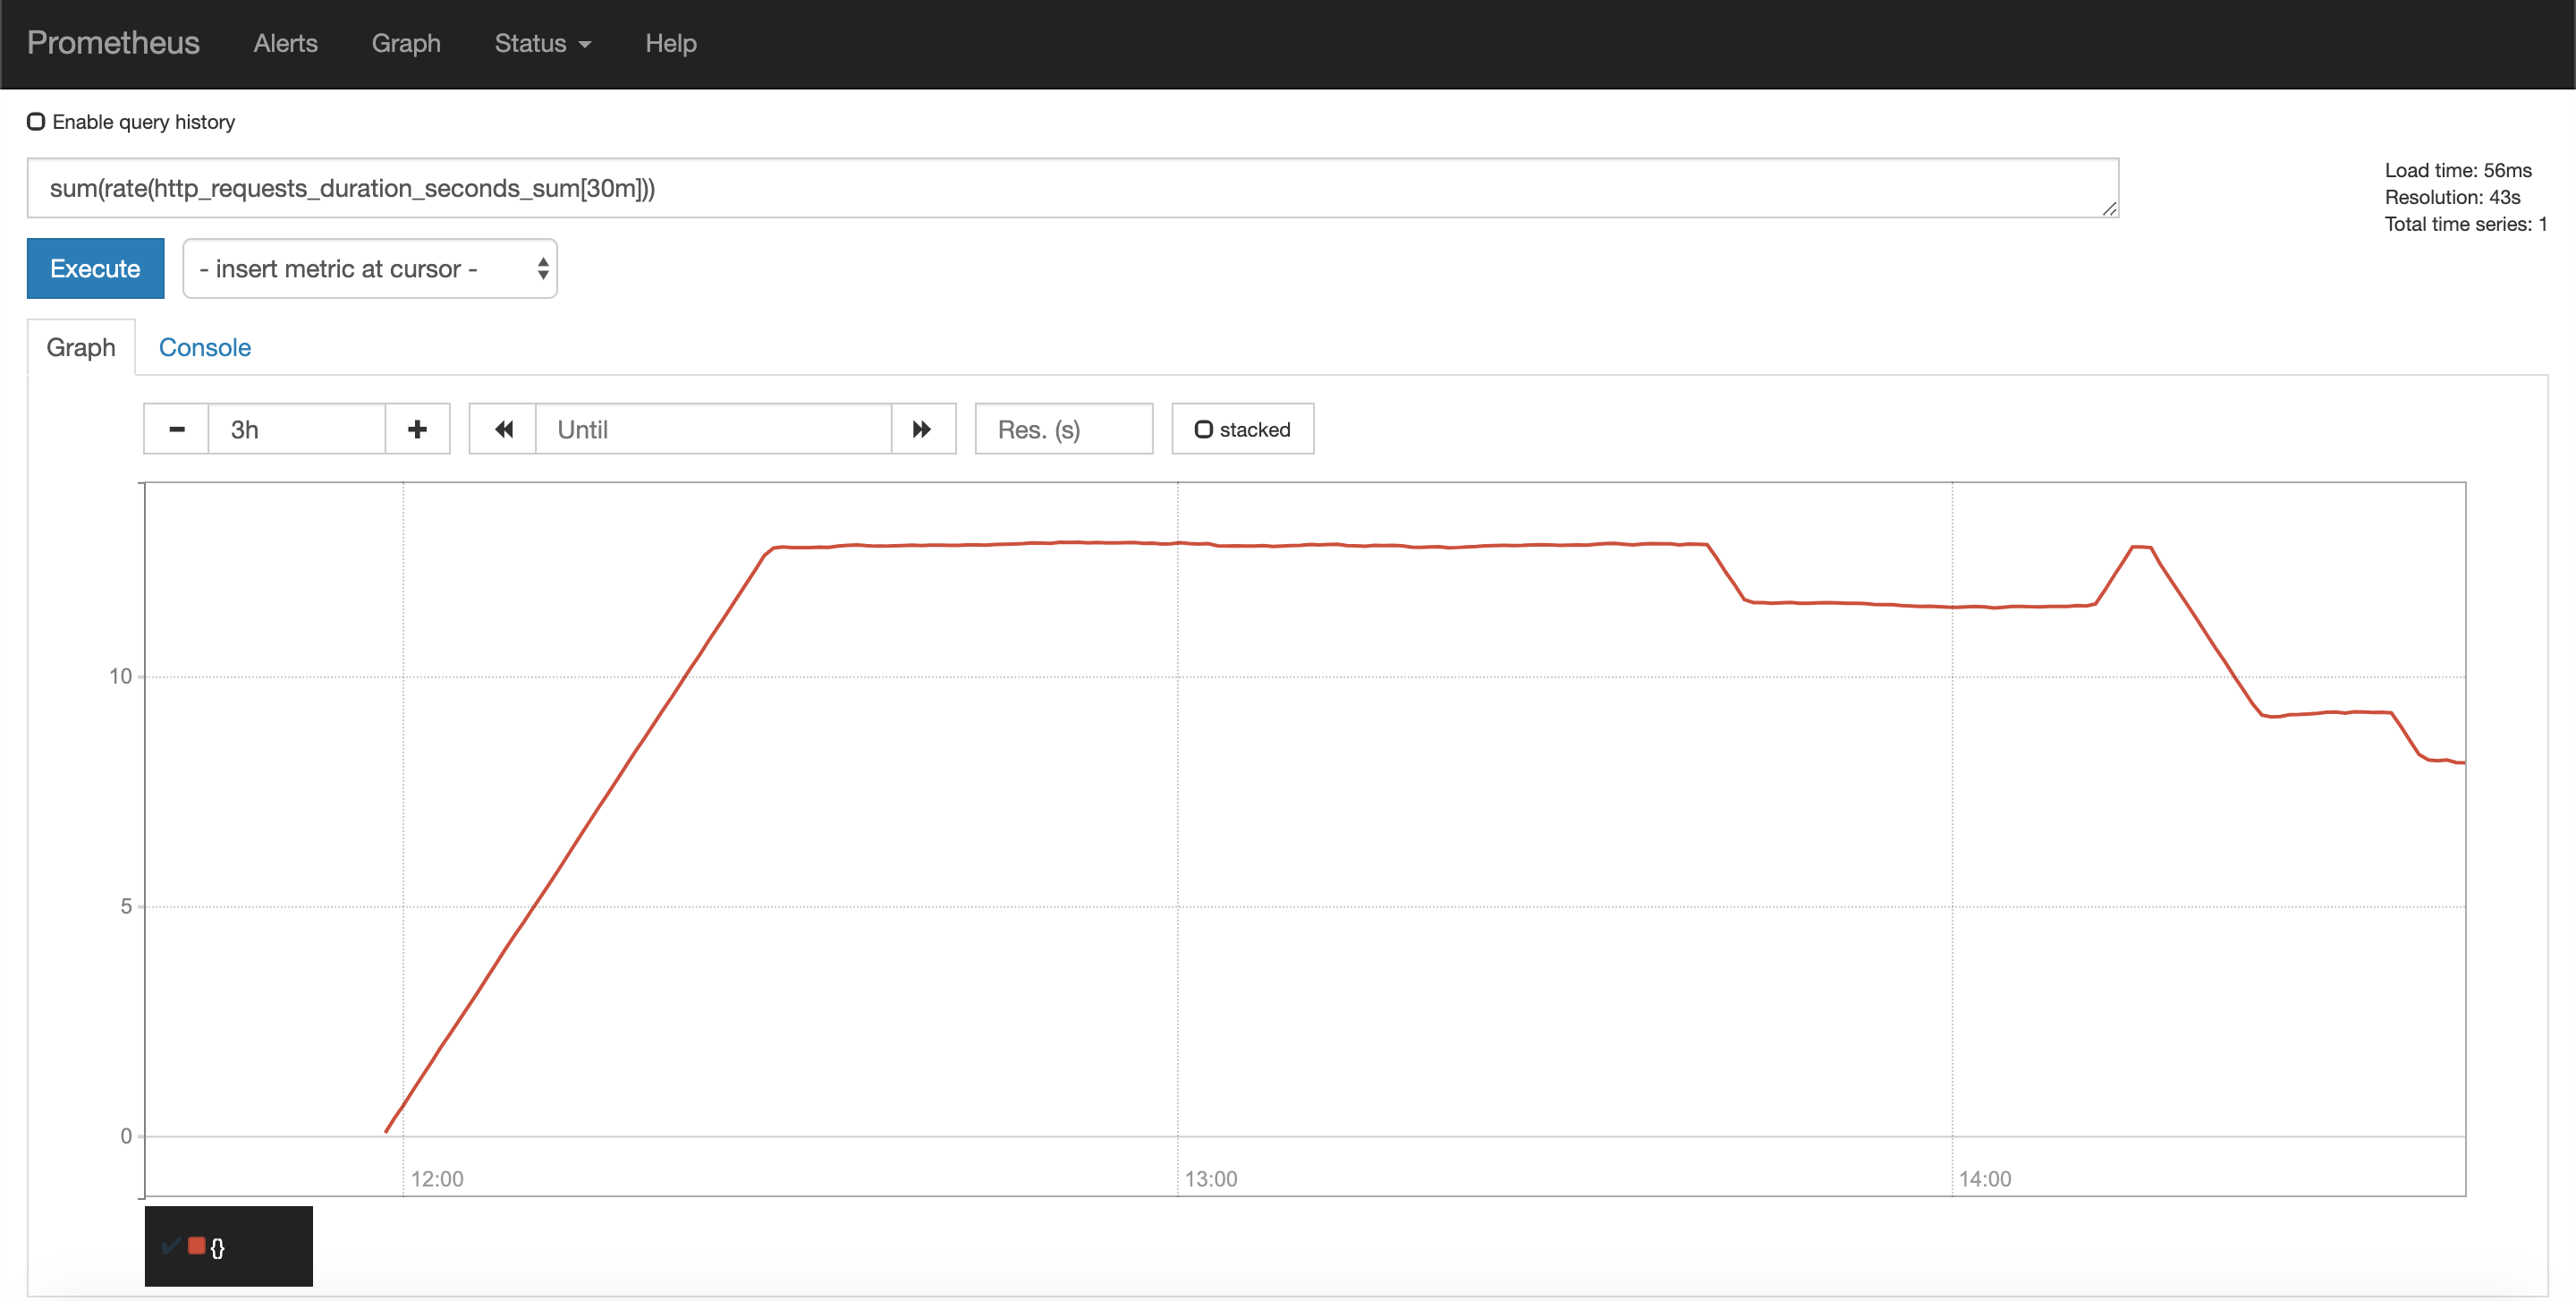 Prometheus Alerts Graph Status Help
Enable query history
sum(rate(http_requests_duration_seconds_sum[30m]))
Load time: 56ms
Resolution: 43s
Total time series: 1
Execute - insert metric at cursor -
Graph Console
3h Until Res. (s) stacked
10
5
0
12:00 13:00 14:00
{}